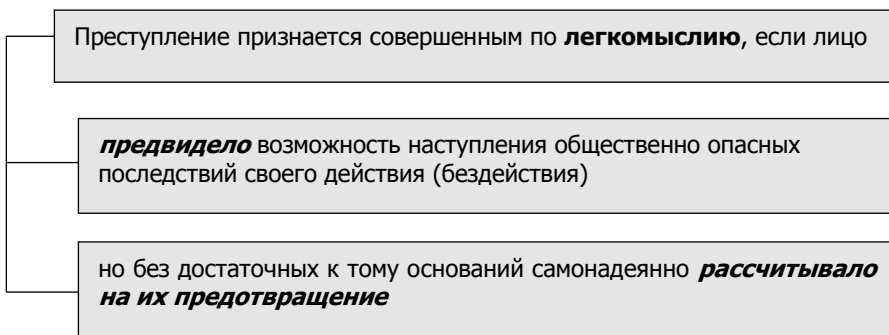 Преступление признается совершенным по легкомыслию, если лицо
предвидело возможность наступления общественно опасных
последствий своего действия (бездействия)
но без достаточных к тому оснований самонадеянно рассчитывало
на их предотвращение